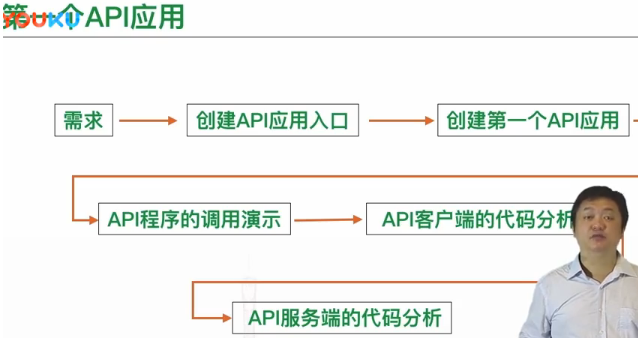 第一个API应用
YOUKU
需求
创建API应用入口
创建第一个API应用
API程序的调用演示
API客户端的代码分析
API服务端的代码分析